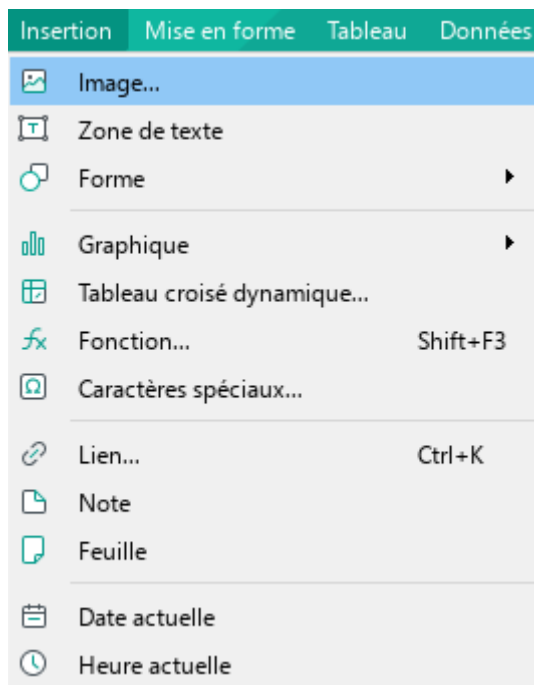 Insertion Mise en forme Tableau Données
Image...
Zone de texte
Forme
Graphique
Tableau croisé dynamique...
Fonction... Shift+F3
Caractères spéciaux...
Lien... Ctrl+K
Note
Feuille
Date actuelle
Heure actuelle